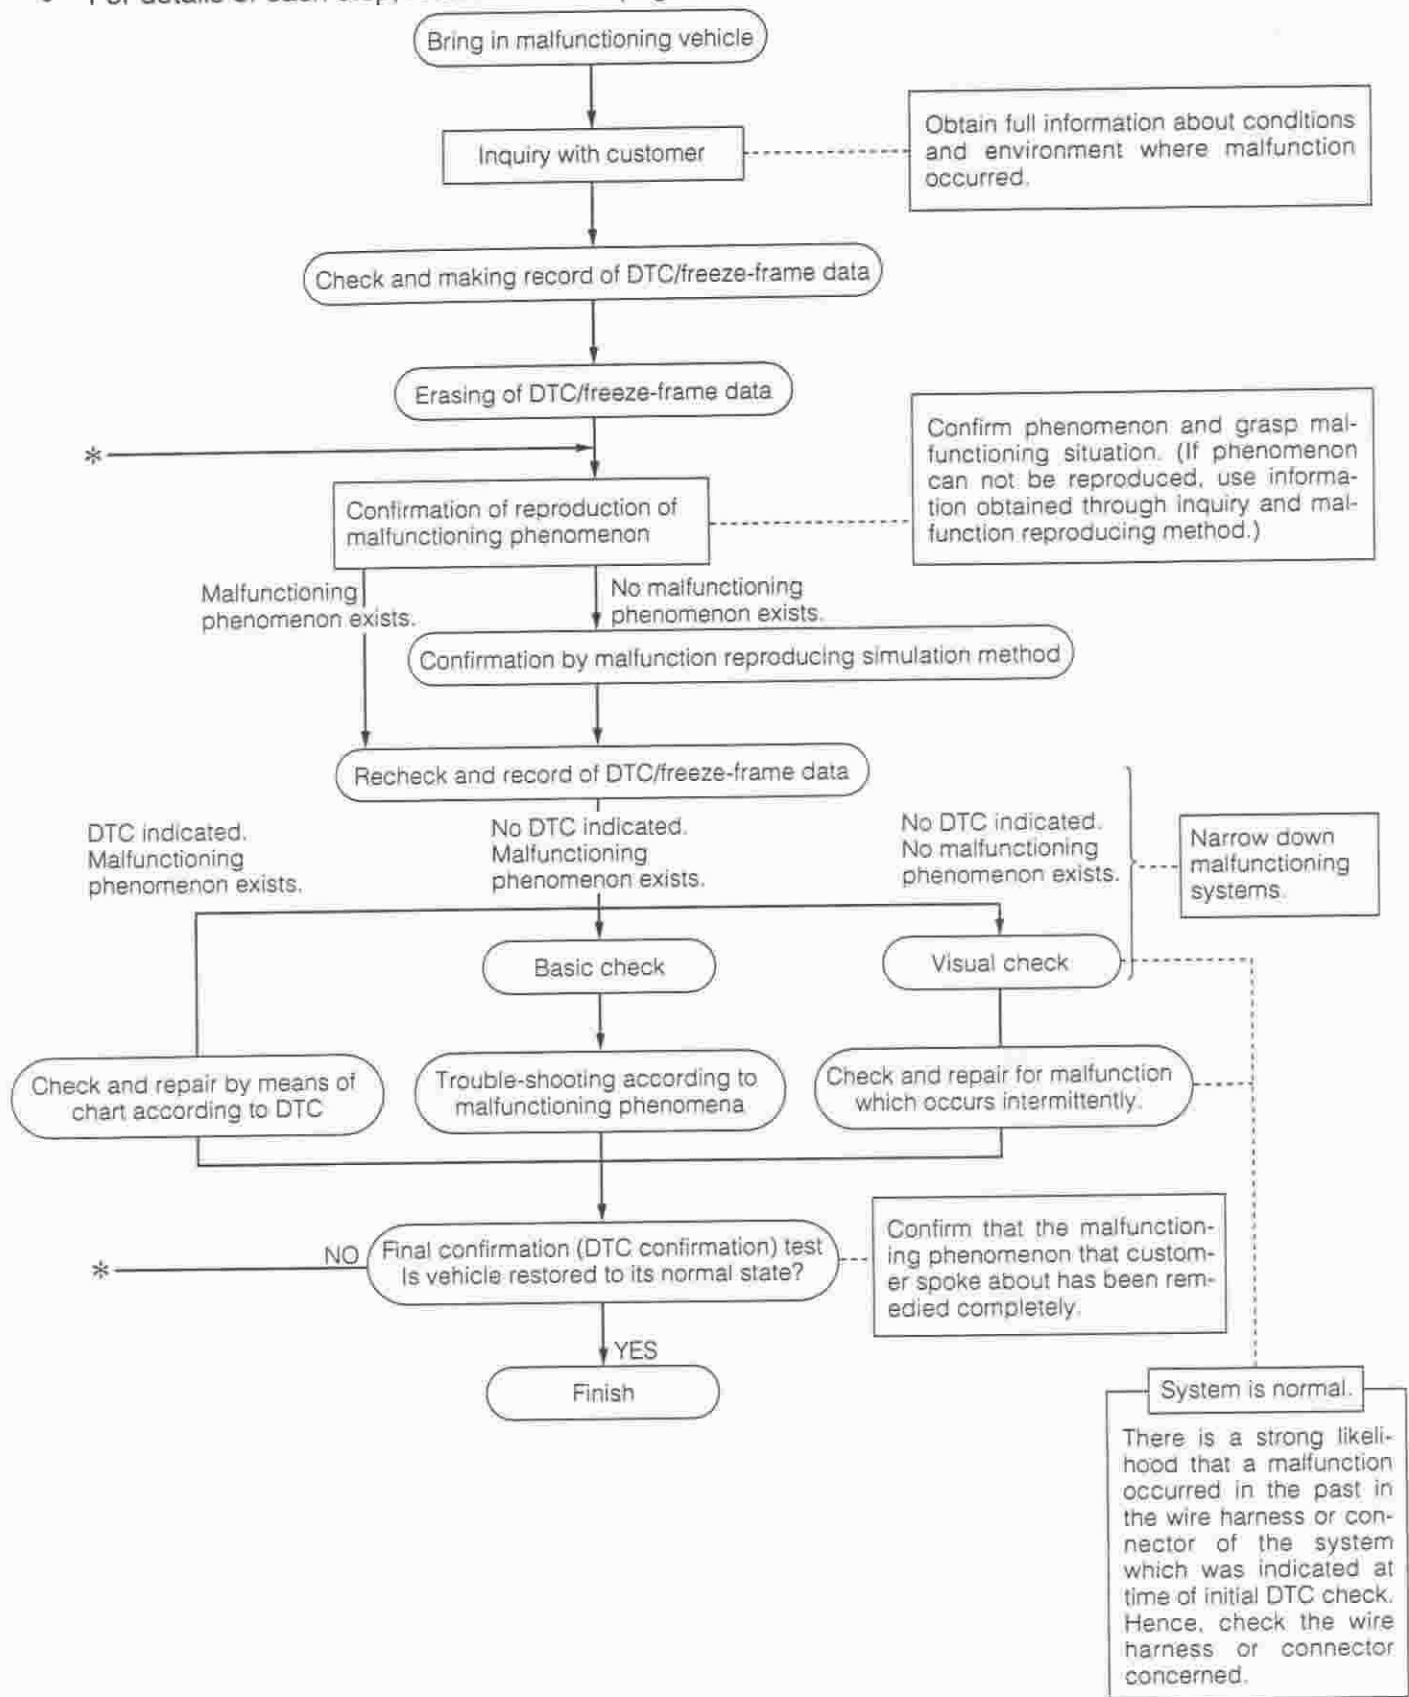 For details of each step,
Bring in malfunctioning vehicle
Inquiry with customer
Obtain full information about conditions
and environment where malfunction
occurred.
Check and making record of DTC/freeze-frame data
Erasing of DTC/freeze-frame data
*
Confirm phenomenon and grasp mal-
functioning situation. (If phenomenon
can not be reproduced, use informa-
tion obtained through inquiry and mal-
function reproducing method.)
Confirmation of reproduction of
malfunctioning phenomenon
Malfunctioning
phenomenon exists.
No malfunctioning
phenomenon exists.
Confirmation by malfunction reproducing simulation method
Recheck and record of DTC/freeze-frame data
DTC indicated.
Malfunctioning
phenomenon exists.
No DTC indicated.
Malfunctioning
phenomenon exists.
No DTC indicated.
No malfunctioning
phenomenon exists.
Narrow down
malfunctioning
systems.
Basic check
Visual check
Check and repair by means of
chart according to DTC
Trouble-shooting according to
malfunctioning phenomena
Check and repair for malfunction
which occurs intermittently.
*
NO
Final confirmation (DTC confirmation) test
Is vehicle restored to its normal state?
Confirm that the malfunction-
ing phenomenon that custom-
er spoke about has been rem-
edied completely.
YES
Finish
System is normal.
There is a strong likeli-
hood that a malfunction
occurred in the past in
the wire harness or con-
nector of the system
which was indicated at
time of initial DTC check.
Hence, check the wire
harness or connector
concerned.